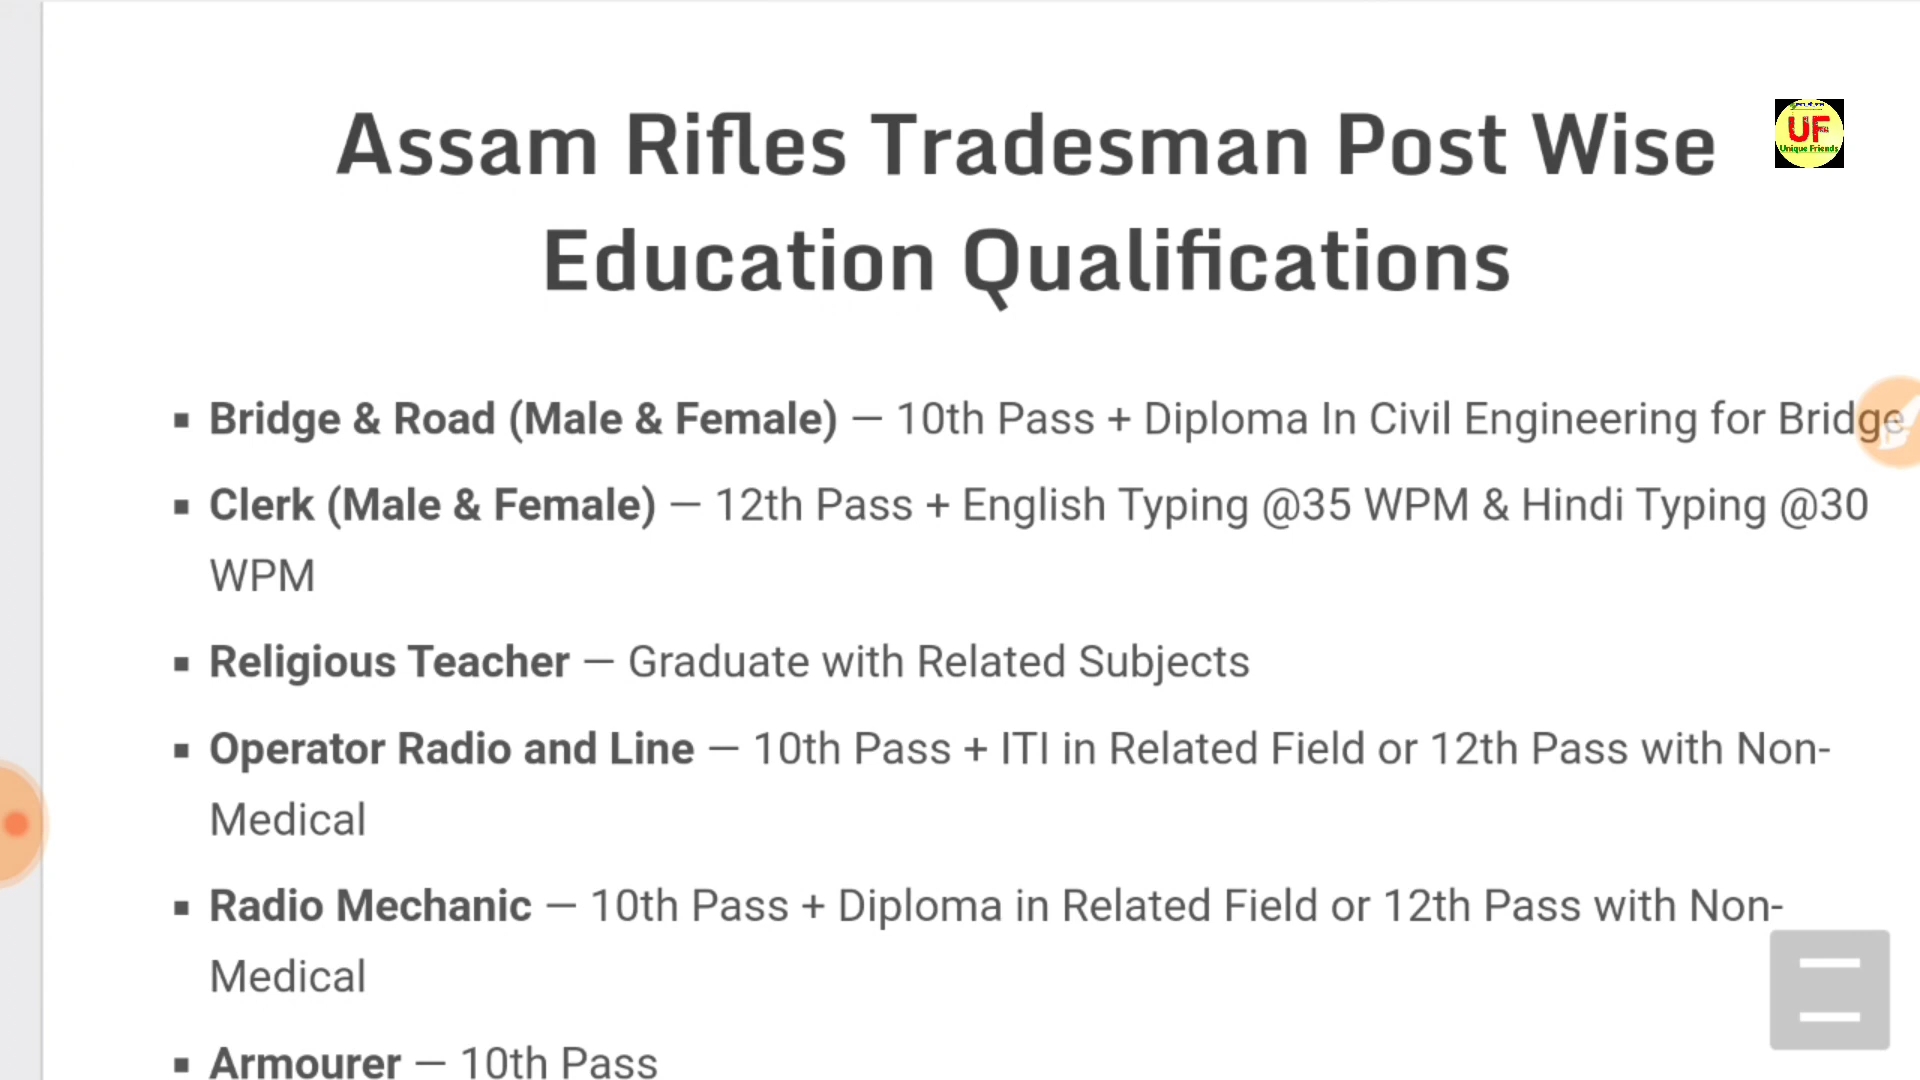 Assam Rifles Tradesman Post Wise
Education Qualifications
UF
Unique Friends
▪ Bridge & Road (Male & Female) — 10th Pass + Diploma In Civil Engineering for Bridge
▪ Clerk (Male & Female) — 12th Pass + English Typing @35 WPM & Hindi Typing @30
WPM
▪ Religious Teacher — Graduate with Related Subjects
▪ Operator Radio and Line — 10th Pass + ITI in Related Field or 12th Pass with Non-
Medical
▪ Radio Mechanic — 10th Pass + Diploma in Related Field or 12th Pass with Non-
Medical
▪ Armourer — 10th Pass